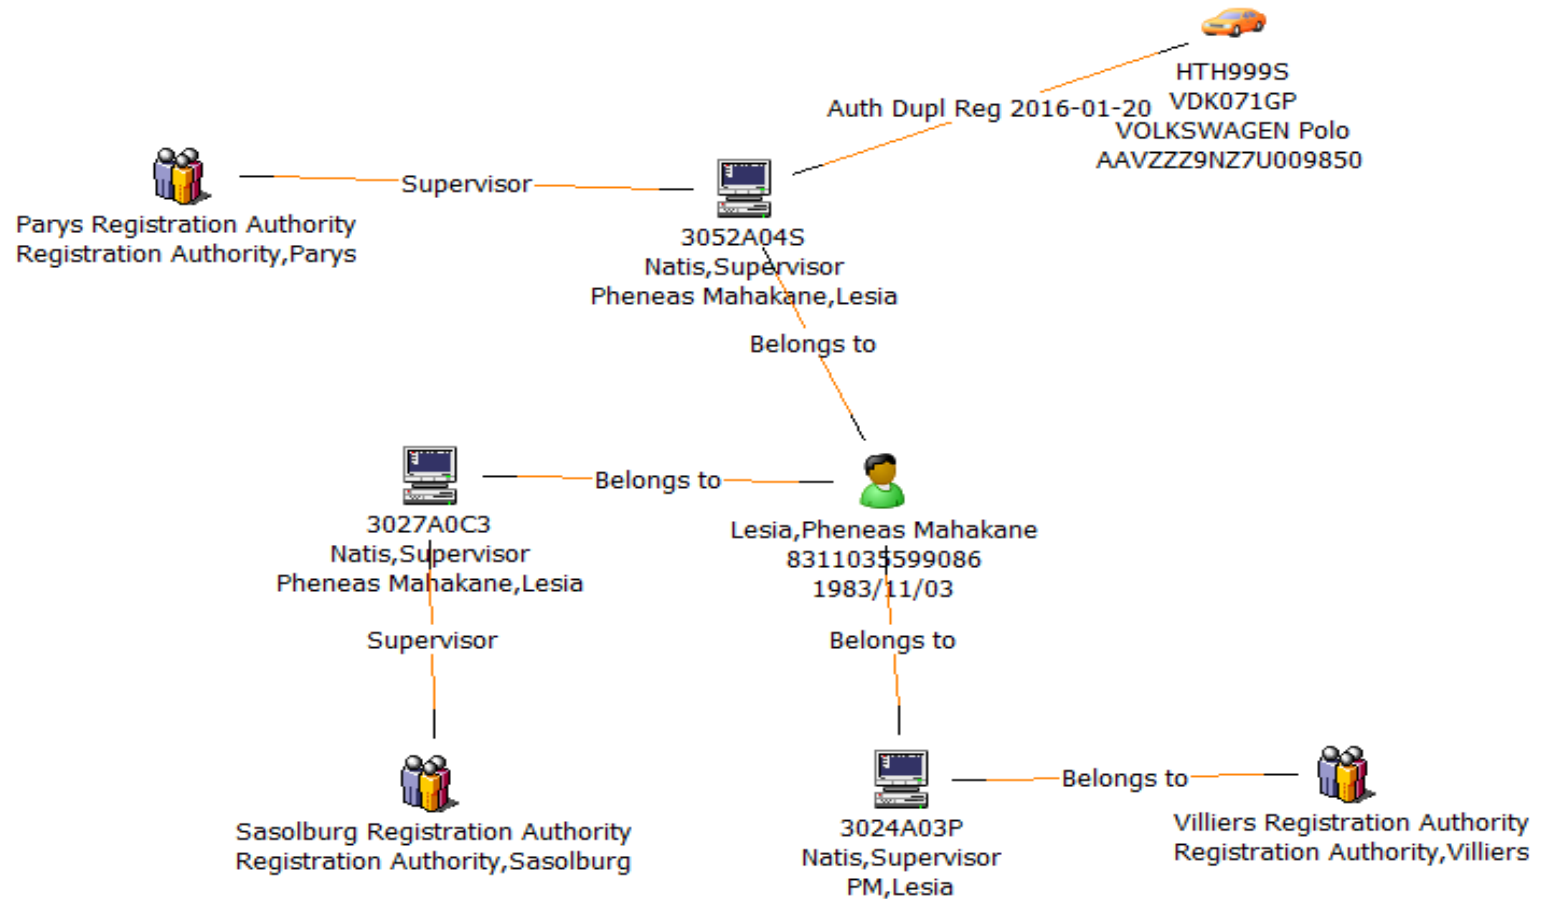 HTH999S
VDK071GP
VOLKSWAGEN Polo
AAVZZZ9NZ7U009850
Auth Dupl Reg 2016-01-20
Supervisor
Parys Registration Authority
Registration Authority,Parys
3052A04S
Natis,Supervisor
Pheneas Mahakane,Lesia
Belongs to
Belongs to
3027A0C3
Natis,Supervisor
Pheneas Mahakane,Lesia
Lesia,Pheneas Mahakane
8311035599086
1983/11/03
Supervisor
Belongs to
Sasolburg Registration Authority
Registration Authority,Sasolburg
3024A03P
Natis,Supervisor
PM,Lesia
Belongs to
Villiers Registration Authority
Registration Authority,Villiers